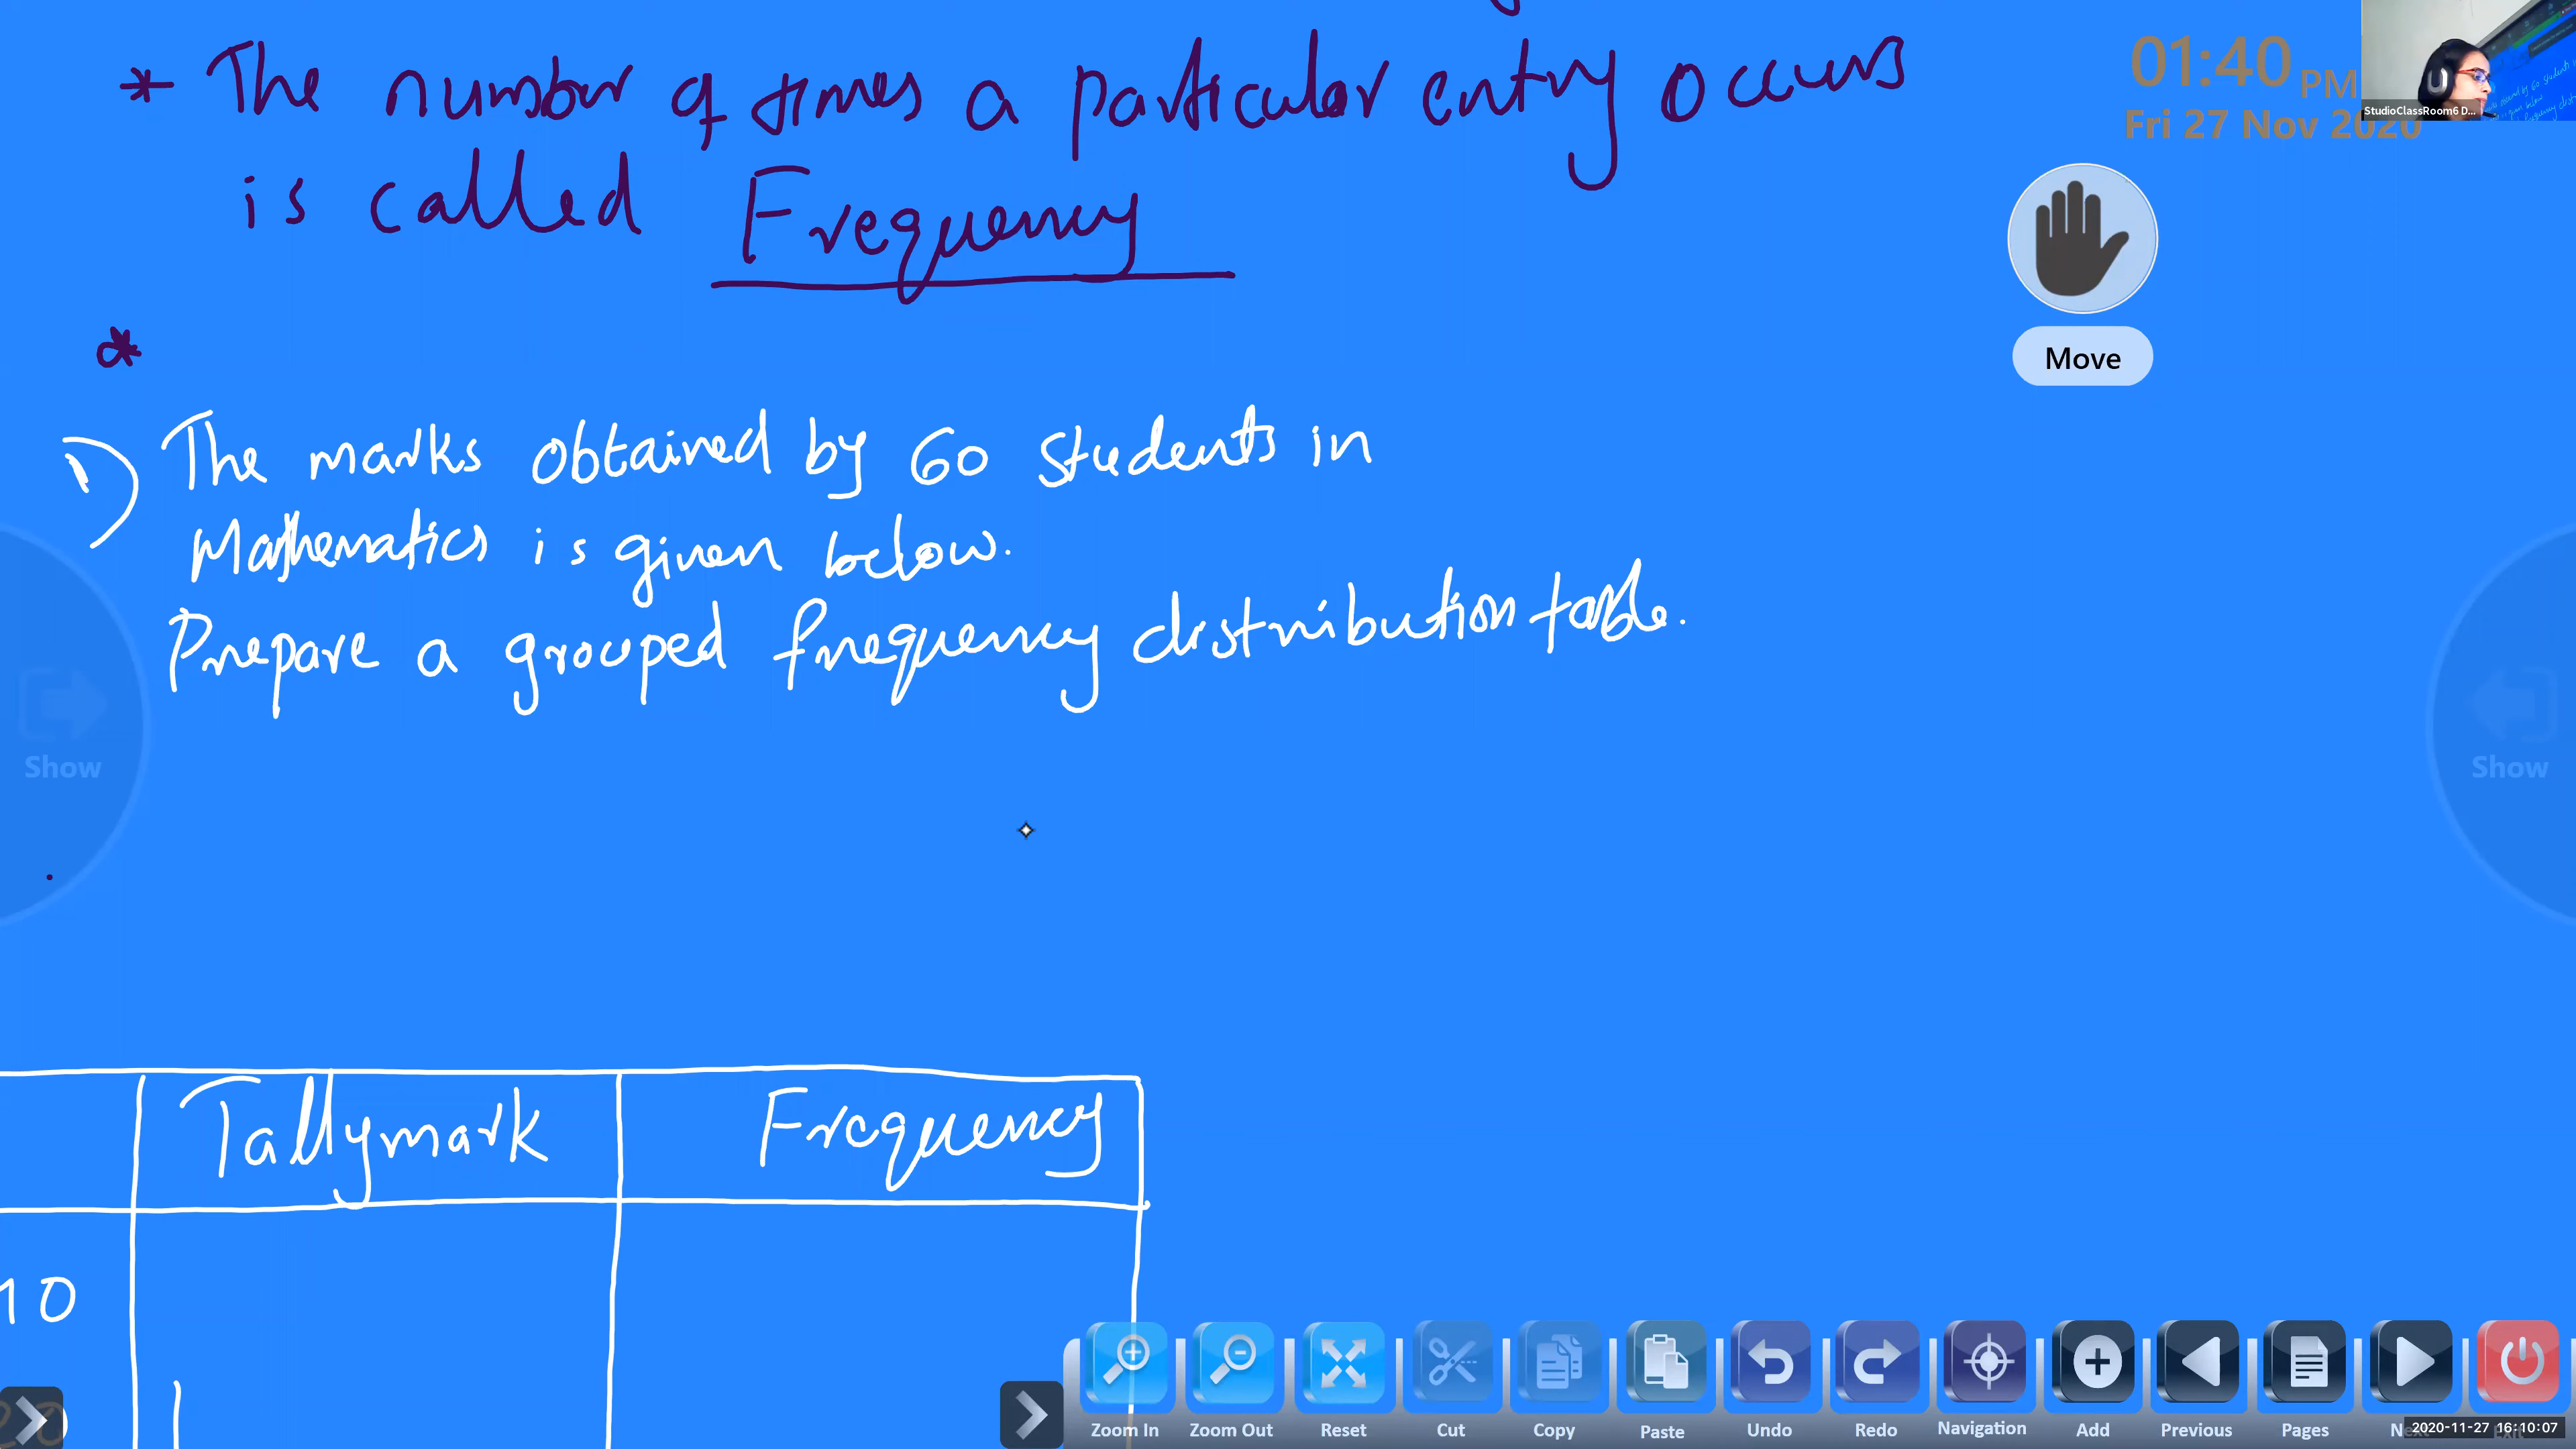 * The number of times a particular entry occurs
is called Frequency
*
1) The marks obtained by 60 students in
Mathematics is given below.
Prepare a grouped frequency distribution table.
Tallymark Frequency
10
20
01:40 PM
Fri 27 Nov 2020
StudioClassRoom6 D...
Move
Show
Show
Zoom In Zoom Out Reset Cut Copy Paste Undo Redo Navigation Add Previous Pages
2020-11-27 16:10:07